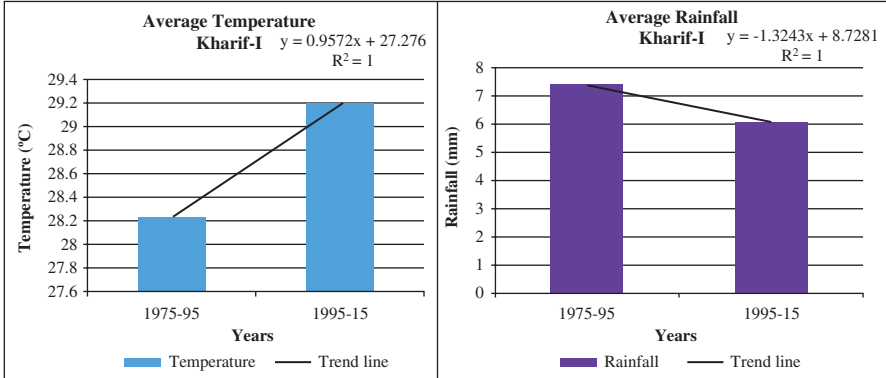 Average Temperature
Kharif-I y = 0.9572x + 27.276
R² = 1
29.4
29.2
29
28.8
28.6
28.4
28.2
28
27.8
27.6
Temperature (ºC)
1975-95 1995-15
Years
Temperature Trend line
Average Rainfall
Kharif-I y = -1.3243x + 8.7281
R² = 1
8
7
6
5
4
3
2
1
0
Rainfall (mm)
1975-95 1995-15
Years
Rainfall Trend line